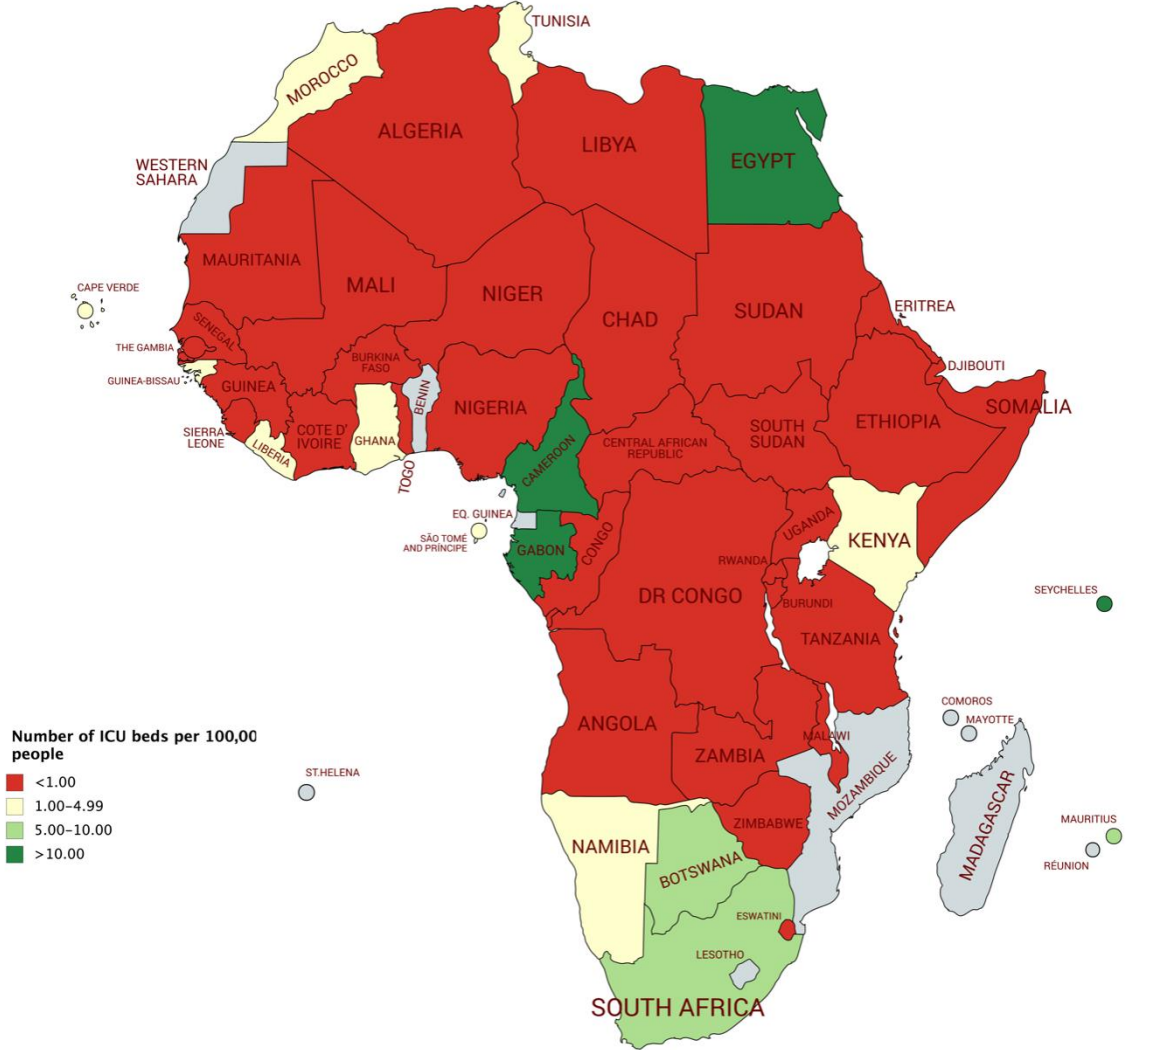 TUNISIA
MOROCCO
ALGERIA
LIBYA
EGYPT
WESTERN
SAHARA
MAURITANIA
MALI
NIGER
CHAD
SUDAN
ERITREA
CAPE VERDE
SENEGAL
THE GAMBIA
GUINEA-BISSAU
GUINEA
BURKINA
FASO
BENIN
NIGERIA
DJIBOUTI
SOMALIA
ETHIOPIA
SOUTH
SUDAN
SIERRA
LEONE
LIBERIA
COTE D'
IVOIRE
GHANA
TOGO
CAMEROON
CENTRAL AFRICAN
REPUBLIC
EQ. GUINEA
SÃO TOMÉ
AND PRÍNCIPE
GABON
CONGO
UGANDA
KENYA
RWANDA
DR CONGO
BURUNDI
TANZANIA
SEYCHELLES
COMOROS
MAYOTTE
ANGOLA
ZAMBIA
MALAWI
MOZAMBIQUE
MADAGASCAR
ST.HELENA
Number of ICU beds per 100,00
people
<1.00
1.00–4.99
5.00–10.00
>10.00
MAURITIUS
RÉUNION
ZIMBABWE
NAMIBIA
BOTSWANA
ESWATINI
LESOTHO
SOUTH AFRICA